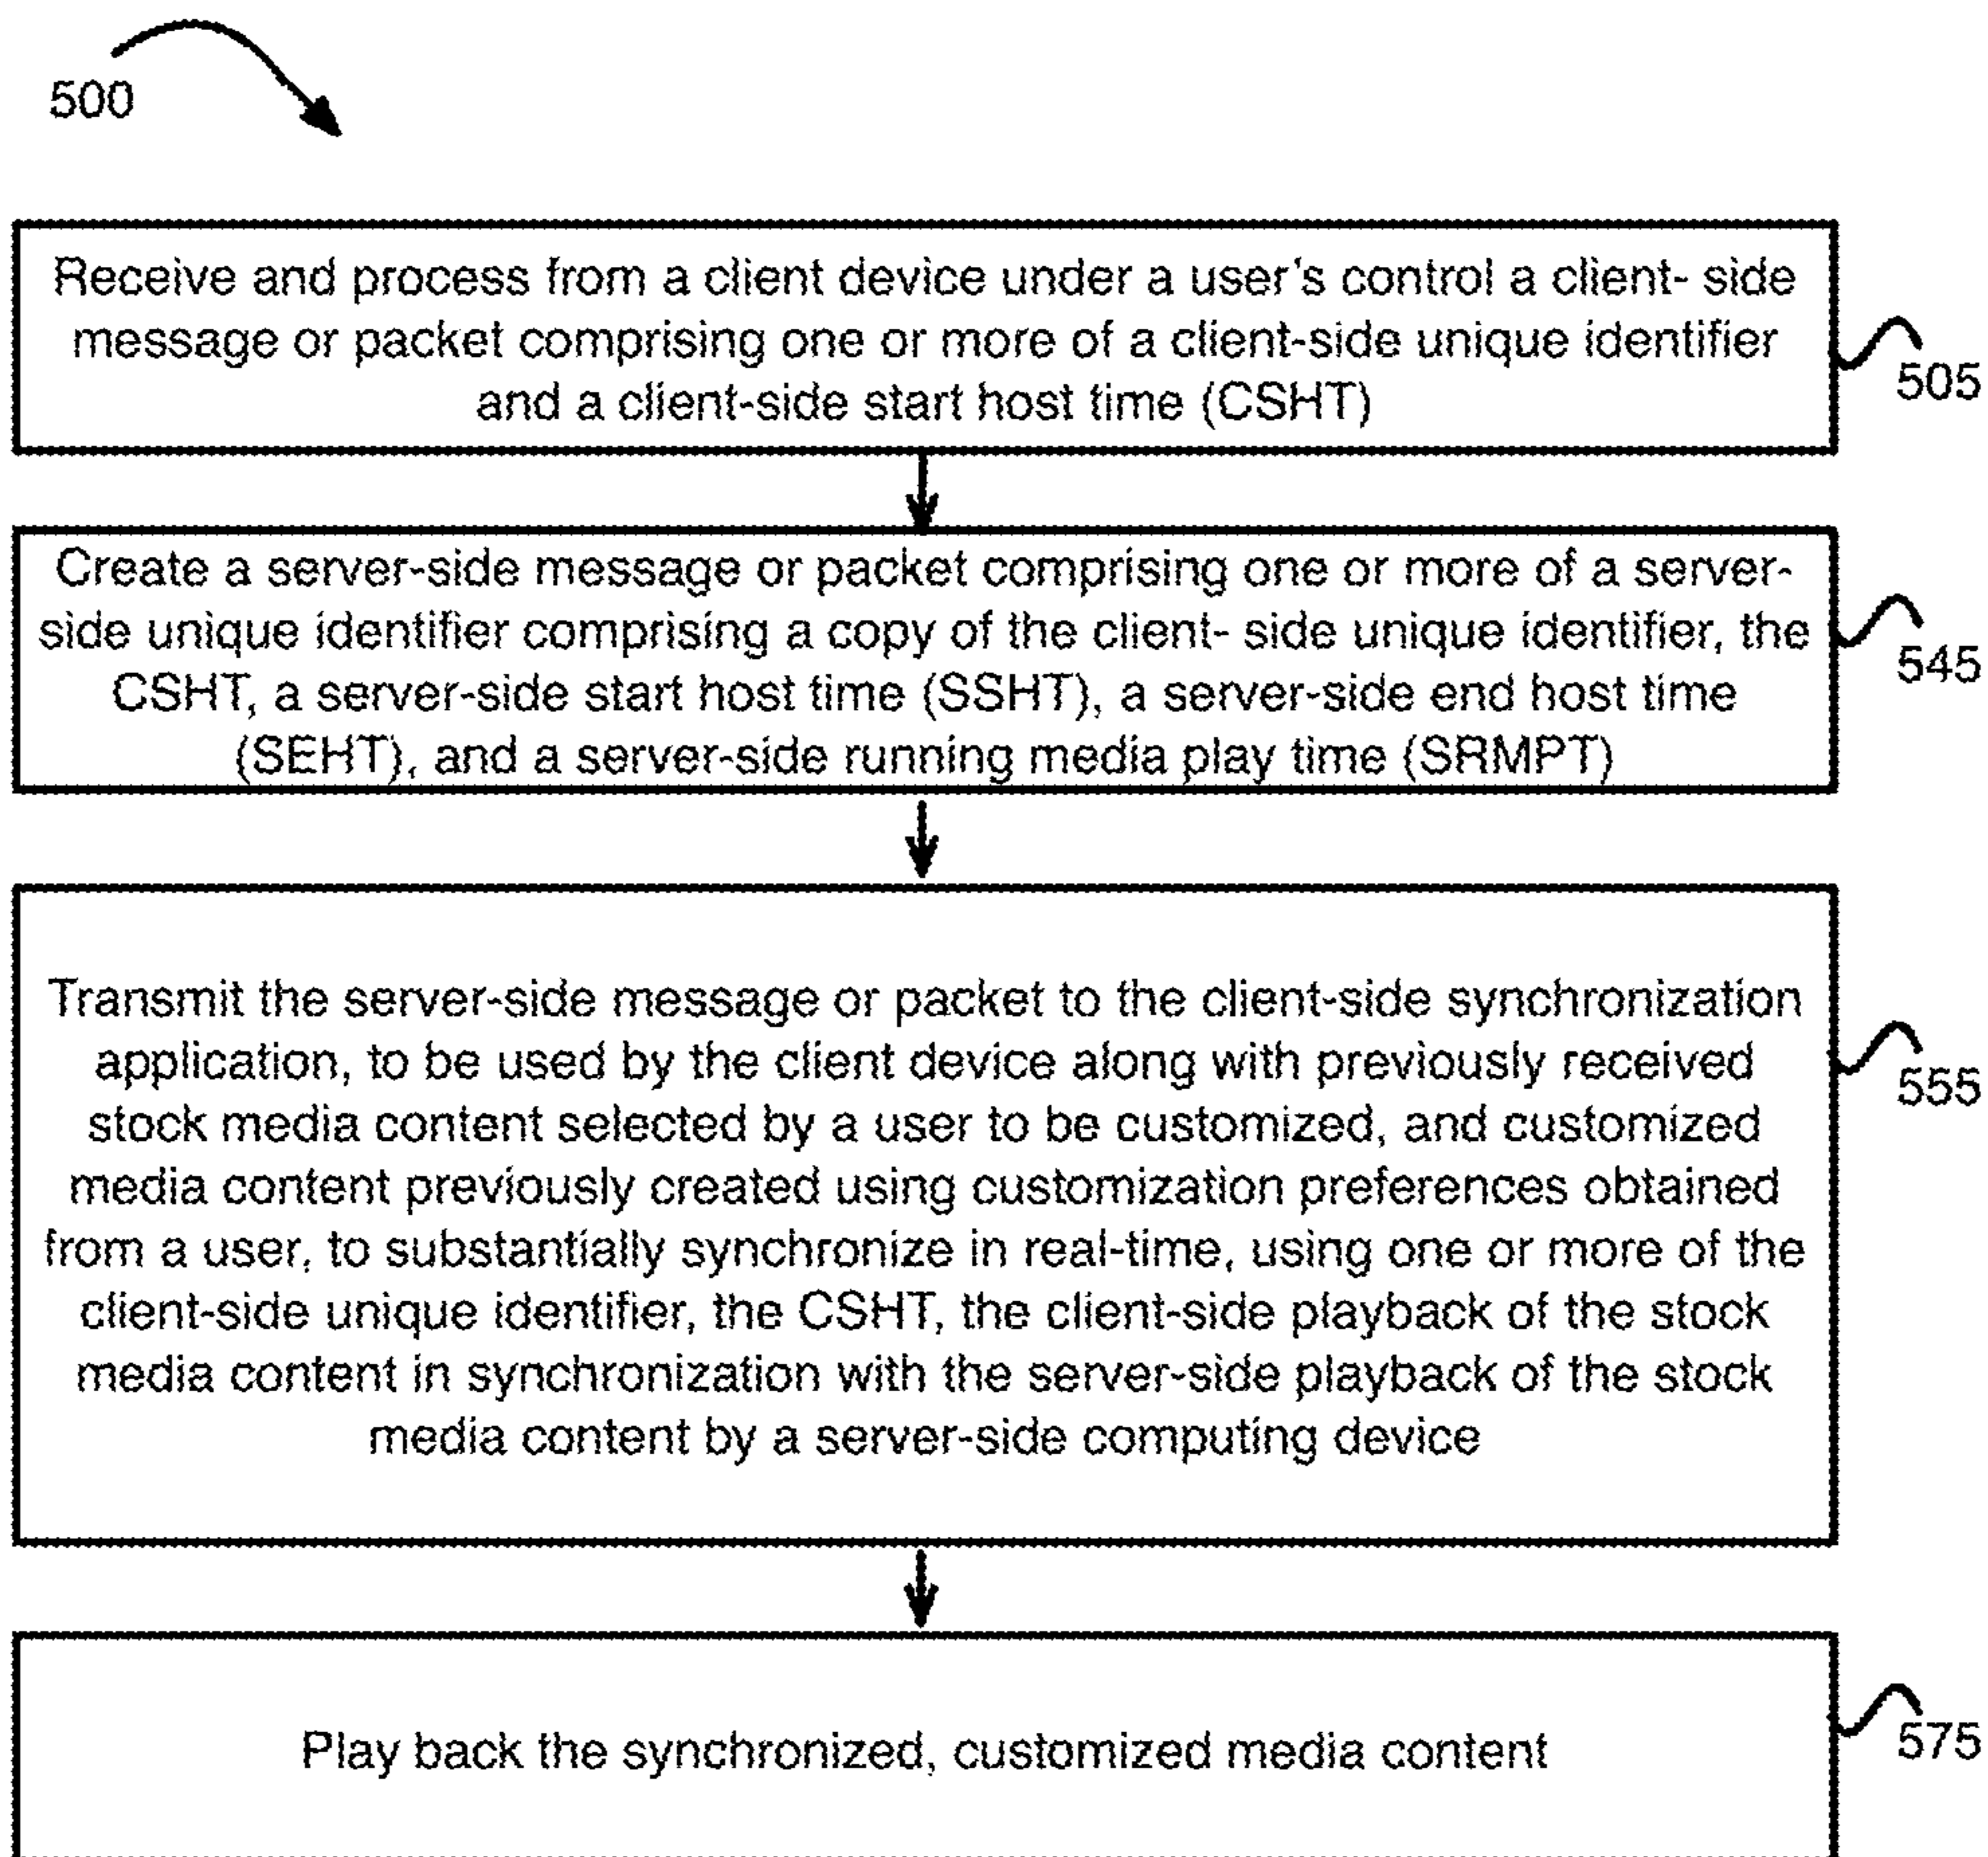 500
Receive and process from a client device under a user's control a client- side
message or packet comprising one or more of a client-side unique identifier
and a client-side start host time (CSHT)
505
Create a server-side message or packet comprising one or more of a server-
side unique identifier comprising a copy of the client- side unique identifier, the
CSHT, a server-side start host time (SSHT), a server-side end host time
(SEHT), and a server-side running media play time (SRMPT)
545
Transmit the server-side message or packet to the client-side synchronization
application, to be used by the client device along with previously received
stock media content selected by a user to be customized, and customized
media content previously created using customization preferences obtained
from a user, to substantially synchronize in real-time, using one or more of the
client-side unique identifier, the CSHT, the client-side playback of the stock
media content in synchronization with the server-side playback of the stock
media content by a server-side computing device
555
Play back the synchronized, customized media content
575